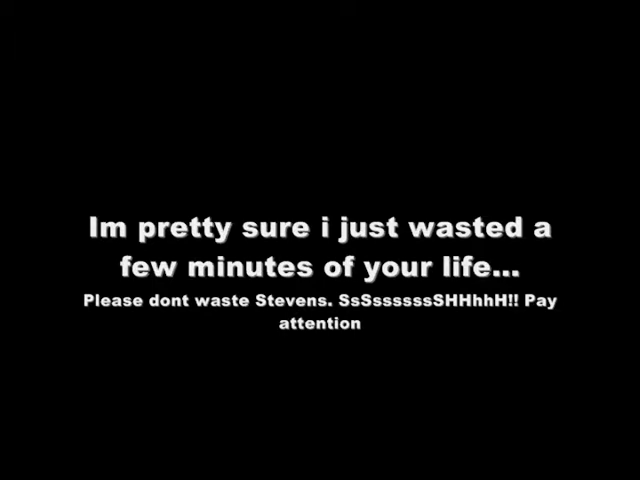 Im pretty sure i just wasted a
few minutes of your life...
Please dont waste Stevens. SsSssssssSHHhhH!! Pay
attention